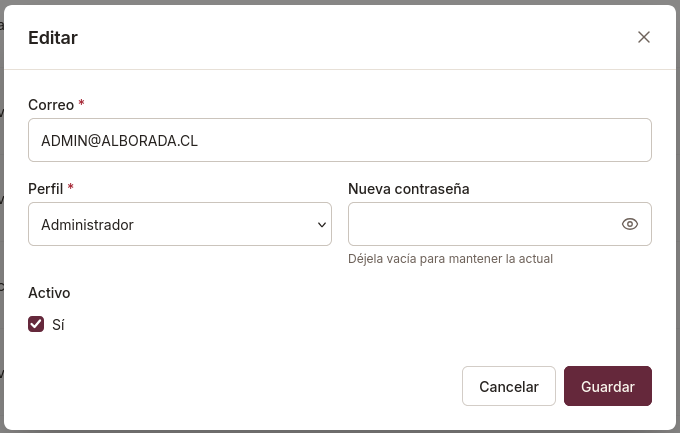 Editar
Correo *
ADMIN@ALBORADA.CL
Perfil *
Nueva contraseña
Administrador
Déjela vacía para mantener la actual
Activo
Sí
Cancelar
Guardar